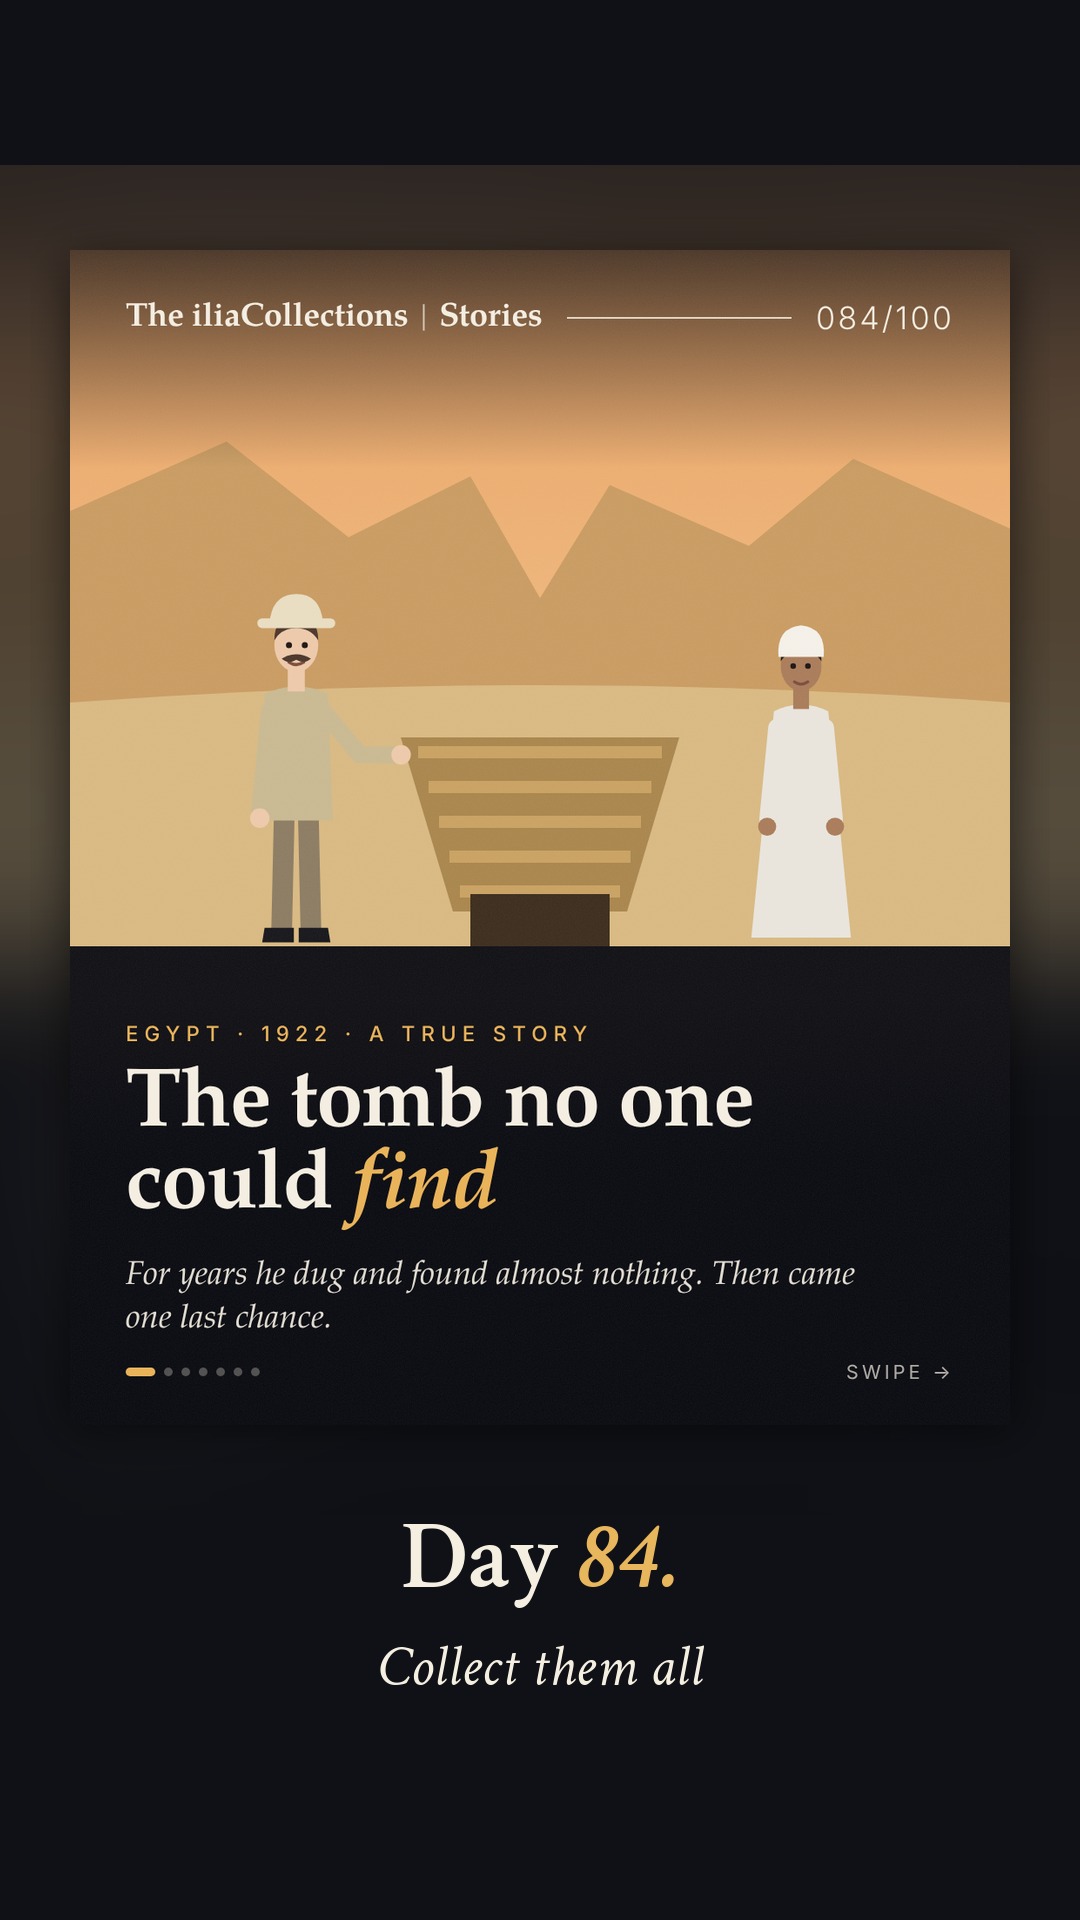 The iliaCollections | Stories 084/100
EGYPT · 1922 · A TRUE STORY
The tomb no one
could find
For years he dug and found almost nothing. Then came
one last chance.
SWIPE →
Day 84.
Collect them all